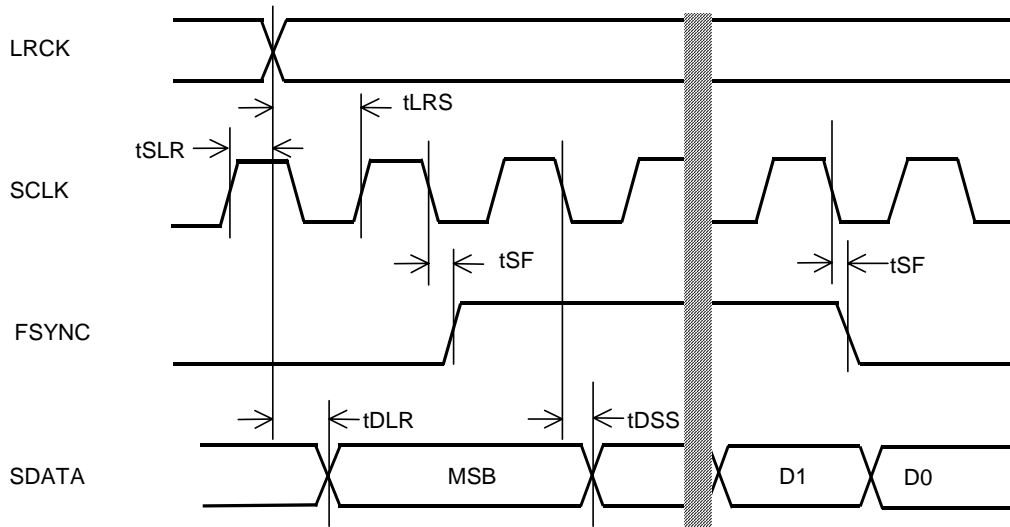 LRCK
tLRS
tSLR
SCLK
tSF
tSF
FSYNC
tDLR
tDSS
SDATA
MSB
D1
D0